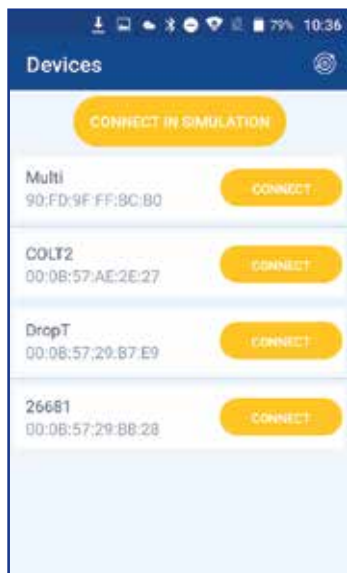 79% 10:36
Devices
CONNECT IN SIMULATION
Multi
90:FD:9F:FF:BC:B0
CONNECT
COLT2
00:0B:57:AE:2E:27
CONNECT
DropT
00:0B:57:29:B7:E9
CONNECT
26681
00:0B:57:29:BB:28
CONNECT